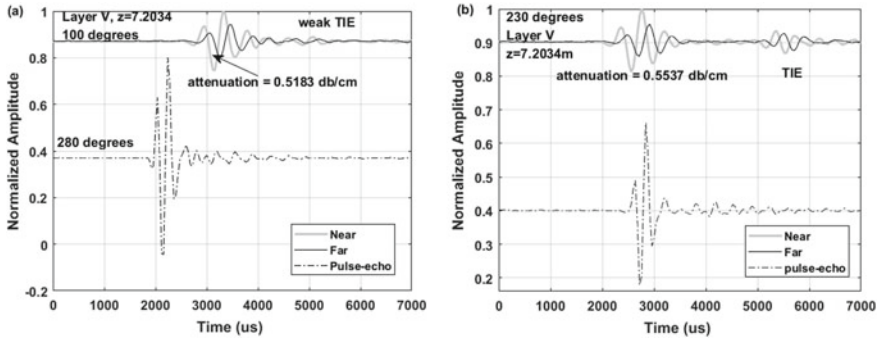 (a)
Layer V, z=7.2034
100 degrees
weak TIE
attenuation = 0.5183 db/cm
280 degrees
Normalized Amplitude
1
0.8
0.6
0.4
0.2
0
-0.2
Near
Far
Pulse-echo
0 1000 2000 3000 4000 5000 6000 7000
Time (us)
(b)
230 degrees
Layer V
z=7.2034m
attenuation = 0.5537 db/cm
TIE
Normalized Amplitude
1
0.9
0.8
0.7
0.6
0.5
0.4
0.3
0.2
Near
Far
pulse-echo
0 1000 2000 3000 4000 5000 6000 7000
Time (us)